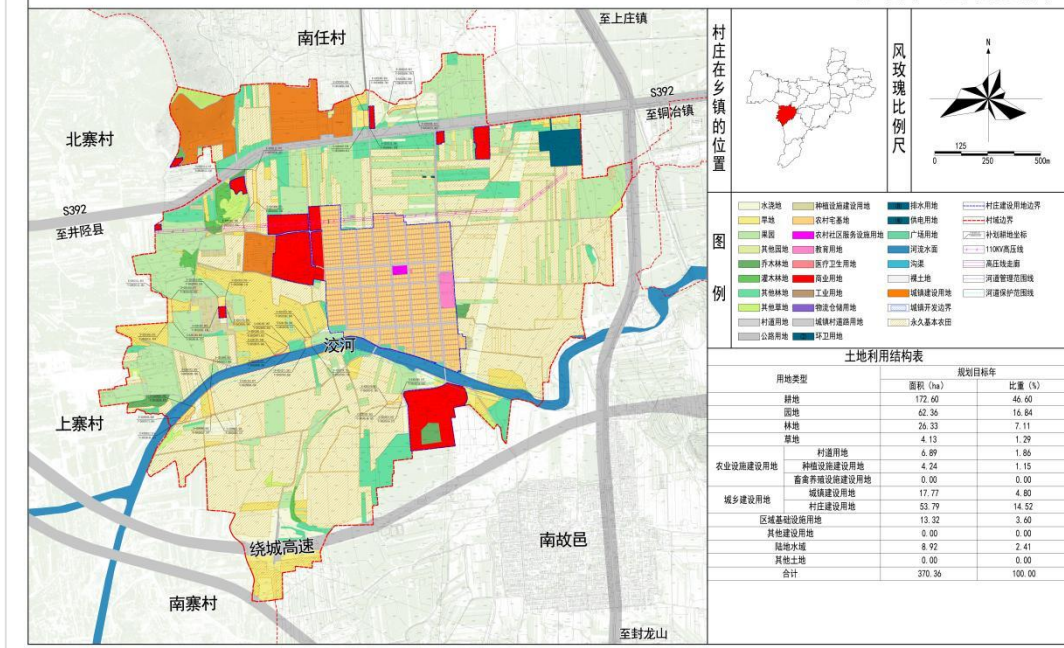 至上庄镇
南任村
S392
至铜冶镇
北寨村
S392
至井陉县
洨河
上寨村
绕城高速
南故邑
南寨村
至封龙山
村庄在乡镇的位置
风玫瑰比例尺
N
125
0 250 500m
图例
水浇地
旱地
果园
其他园地
乔木林地
灌木林地
其他林地
其他草地
村道用地
公路用地
种植设施建设用地
农村宅基地
农村社区服务设施用地
教育用地
医疗卫生用地
商业用地
工业用地
物流仓储用地
城镇村道路用地
环卫用地
排水用地
供电用地
广场用地
河流水面
沟渠
裸土地
城镇建设用地
城镇开发边界
永久基本农田
村庄建设用地边界
村域边界
补划耕地坐标
110KV高压线
高压线走廊
河道管理范围线
河道保护范围线
土地利用结构表
用地类型 规划目标年
面积（ha） 比重（%）
耕地 172.60 46.60
园地 62.36 16.84
林地 26.33 7.11
草地 4.13 1.29
农业设施建设用地 村道用地 6.89 1.86
种植设施建设用地 4.24 1.15
畜禽养殖设施建设用地 0.00 0.00
城乡建设用地 城镇建设用地 17.77 4.80
村庄建设用地 53.79 14.52
区域基础设施用地 13.32 3.60
其他建设用地 0.00 0.00
陆地水域 8.92 2.41
其他土地 0.00 0.00
合计 370.36 100.00